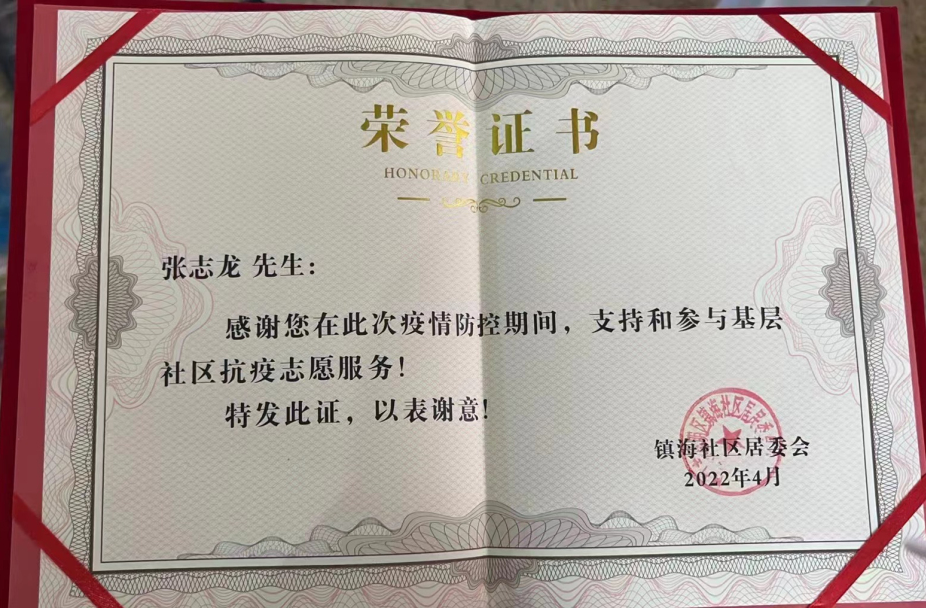 荣誉证书
HONORARY CREDENTIAL
张志龙 先生：
感谢您在此次疫情防控期间，支持和参与基层
社区抗疫志愿服务！
特发此证，以表谢意！
镇海社区居委会
2022年4月